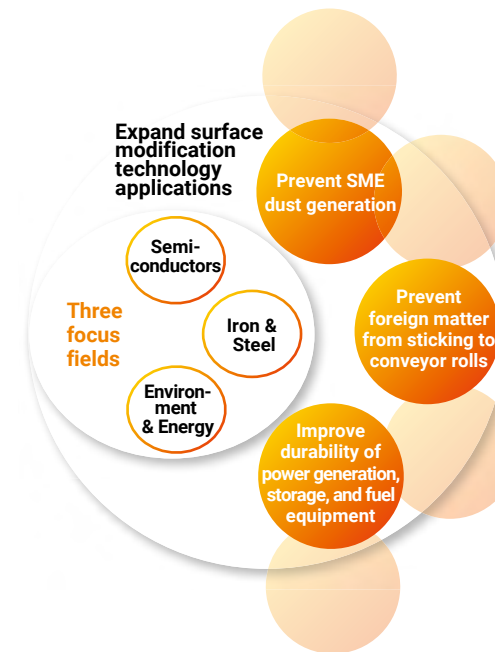 Expand surface
modification
technology
applications
Prevent SME
dust generation
Semi-
conductors
Three
focus
fields
Iron &
Steel
Prevent
foreign matter
from sticking to
conveyor rolls
Environ-
ment
& Energy
Improve
durability of
power generation,
storage, and fuel
equipment